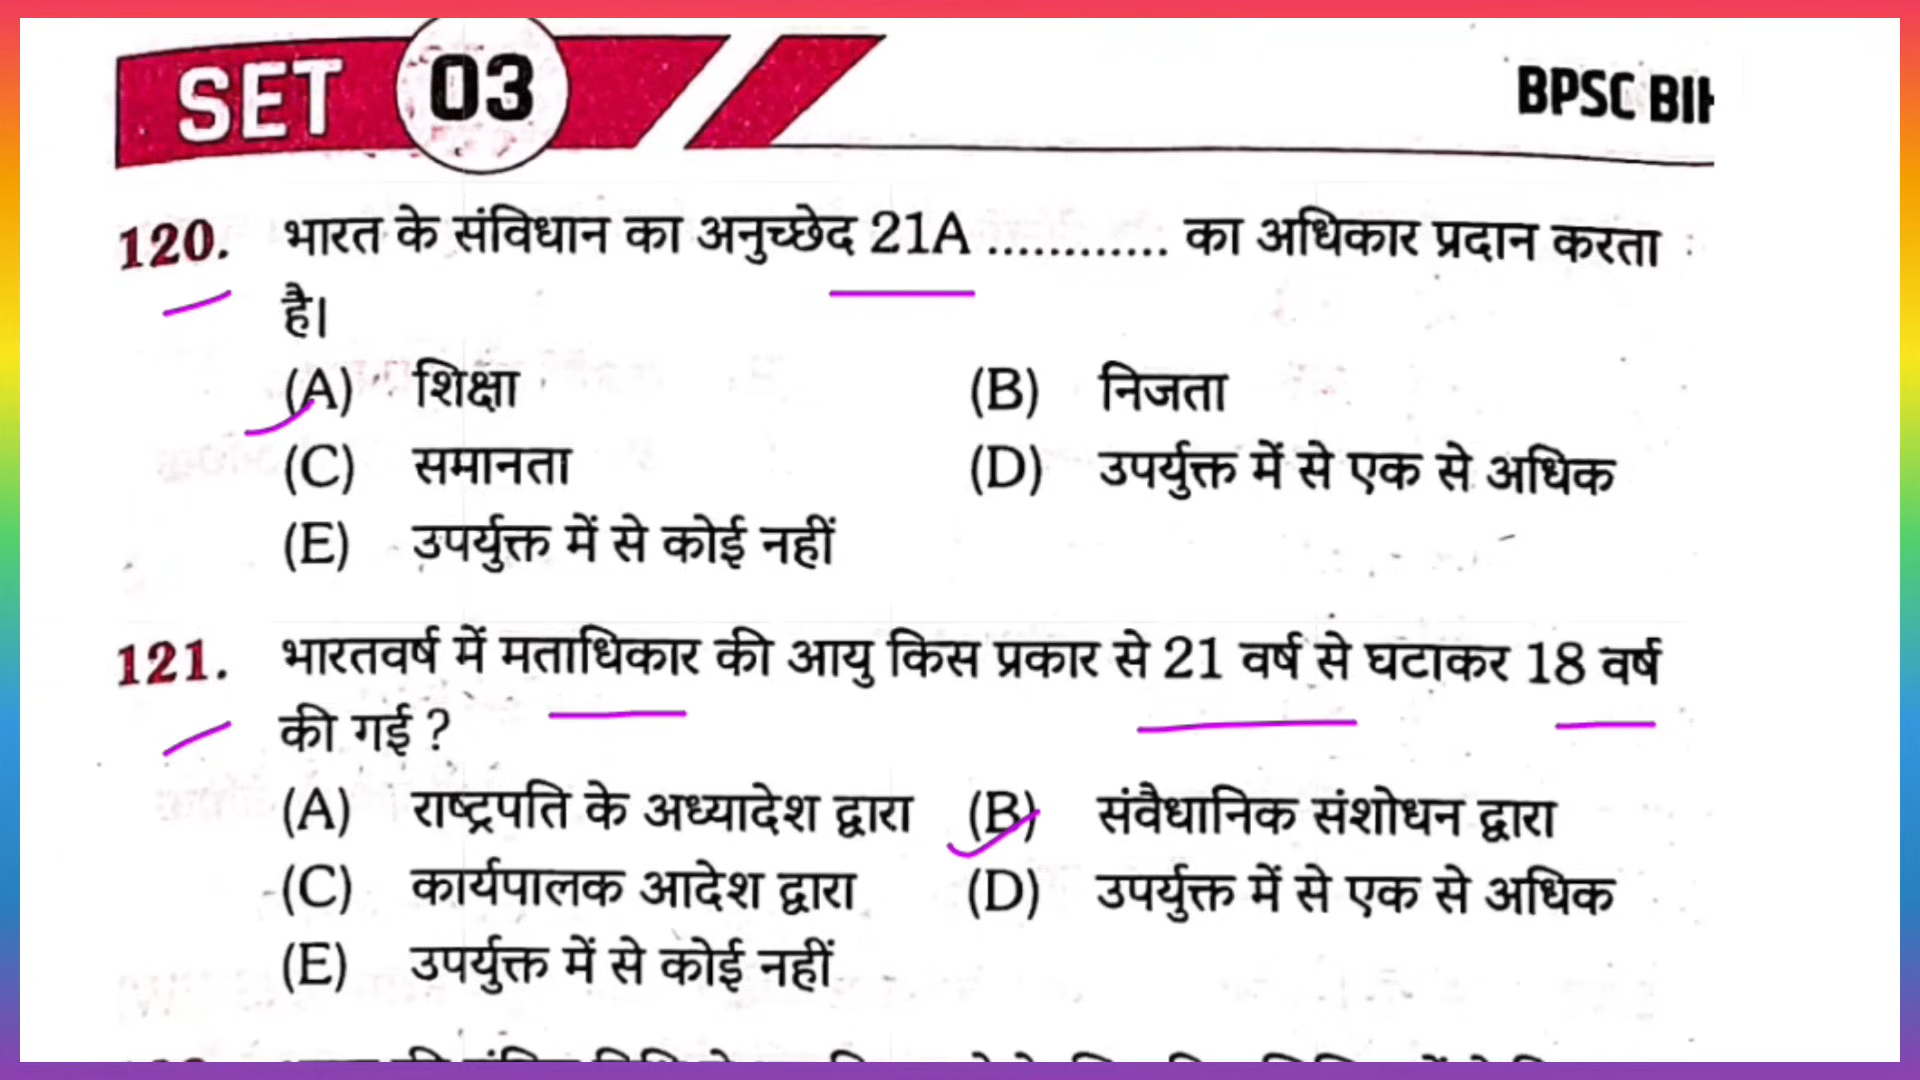 SET 03
BPSC BIH
120. भारत के संविधान का अनुच्छेद 21A ............ का अधिकार प्रदान करता
है।
(A) शिक्षा (B) निजता
(C) समानता (D) उपर्युक्त में से एक से अधिक
(E) उपर्युक्त में से कोई नहीं
121. भारतवर्ष में मताधिकार की आयु किस प्रकार से 21 वर्ष से घटाकर 18 वर्ष
की गई ?
(A) राष्ट्रपति के अध्यादेश द्वारा (B) संवैधानिक संशोधन द्वारा
(C) कार्यपालक आदेश द्वारा (D) उपर्युक्त में से एक से अधिक
(E) उपर्युक्त में से कोई नहीं